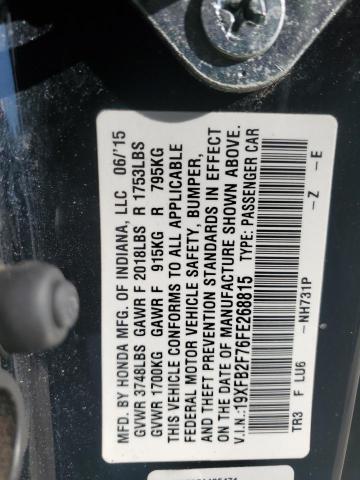 MFD. BY HONDA MFG. OF INDIANA, LLC 06/'15
GVWR 3748LBS GAWR F 2018LBS R 1753LBS
GVWR 1700KG GAWR F 915KG R 795KG
THIS VEHICLE CONFORMS TO ALL APPLICABLE
FEDERAL MOTOR VEHICLE SAFETY, BUMPER,
AND THEFT PREVENTION STANDARDS IN EFFECT
ON THE DATE OF MANUFACTURE SHOWN ABOVE.
V.I.N.: 19XFB2F76FE268815 TYPE: PASSENGER CAR
TR3 F LU6 - NH731P - Z - E